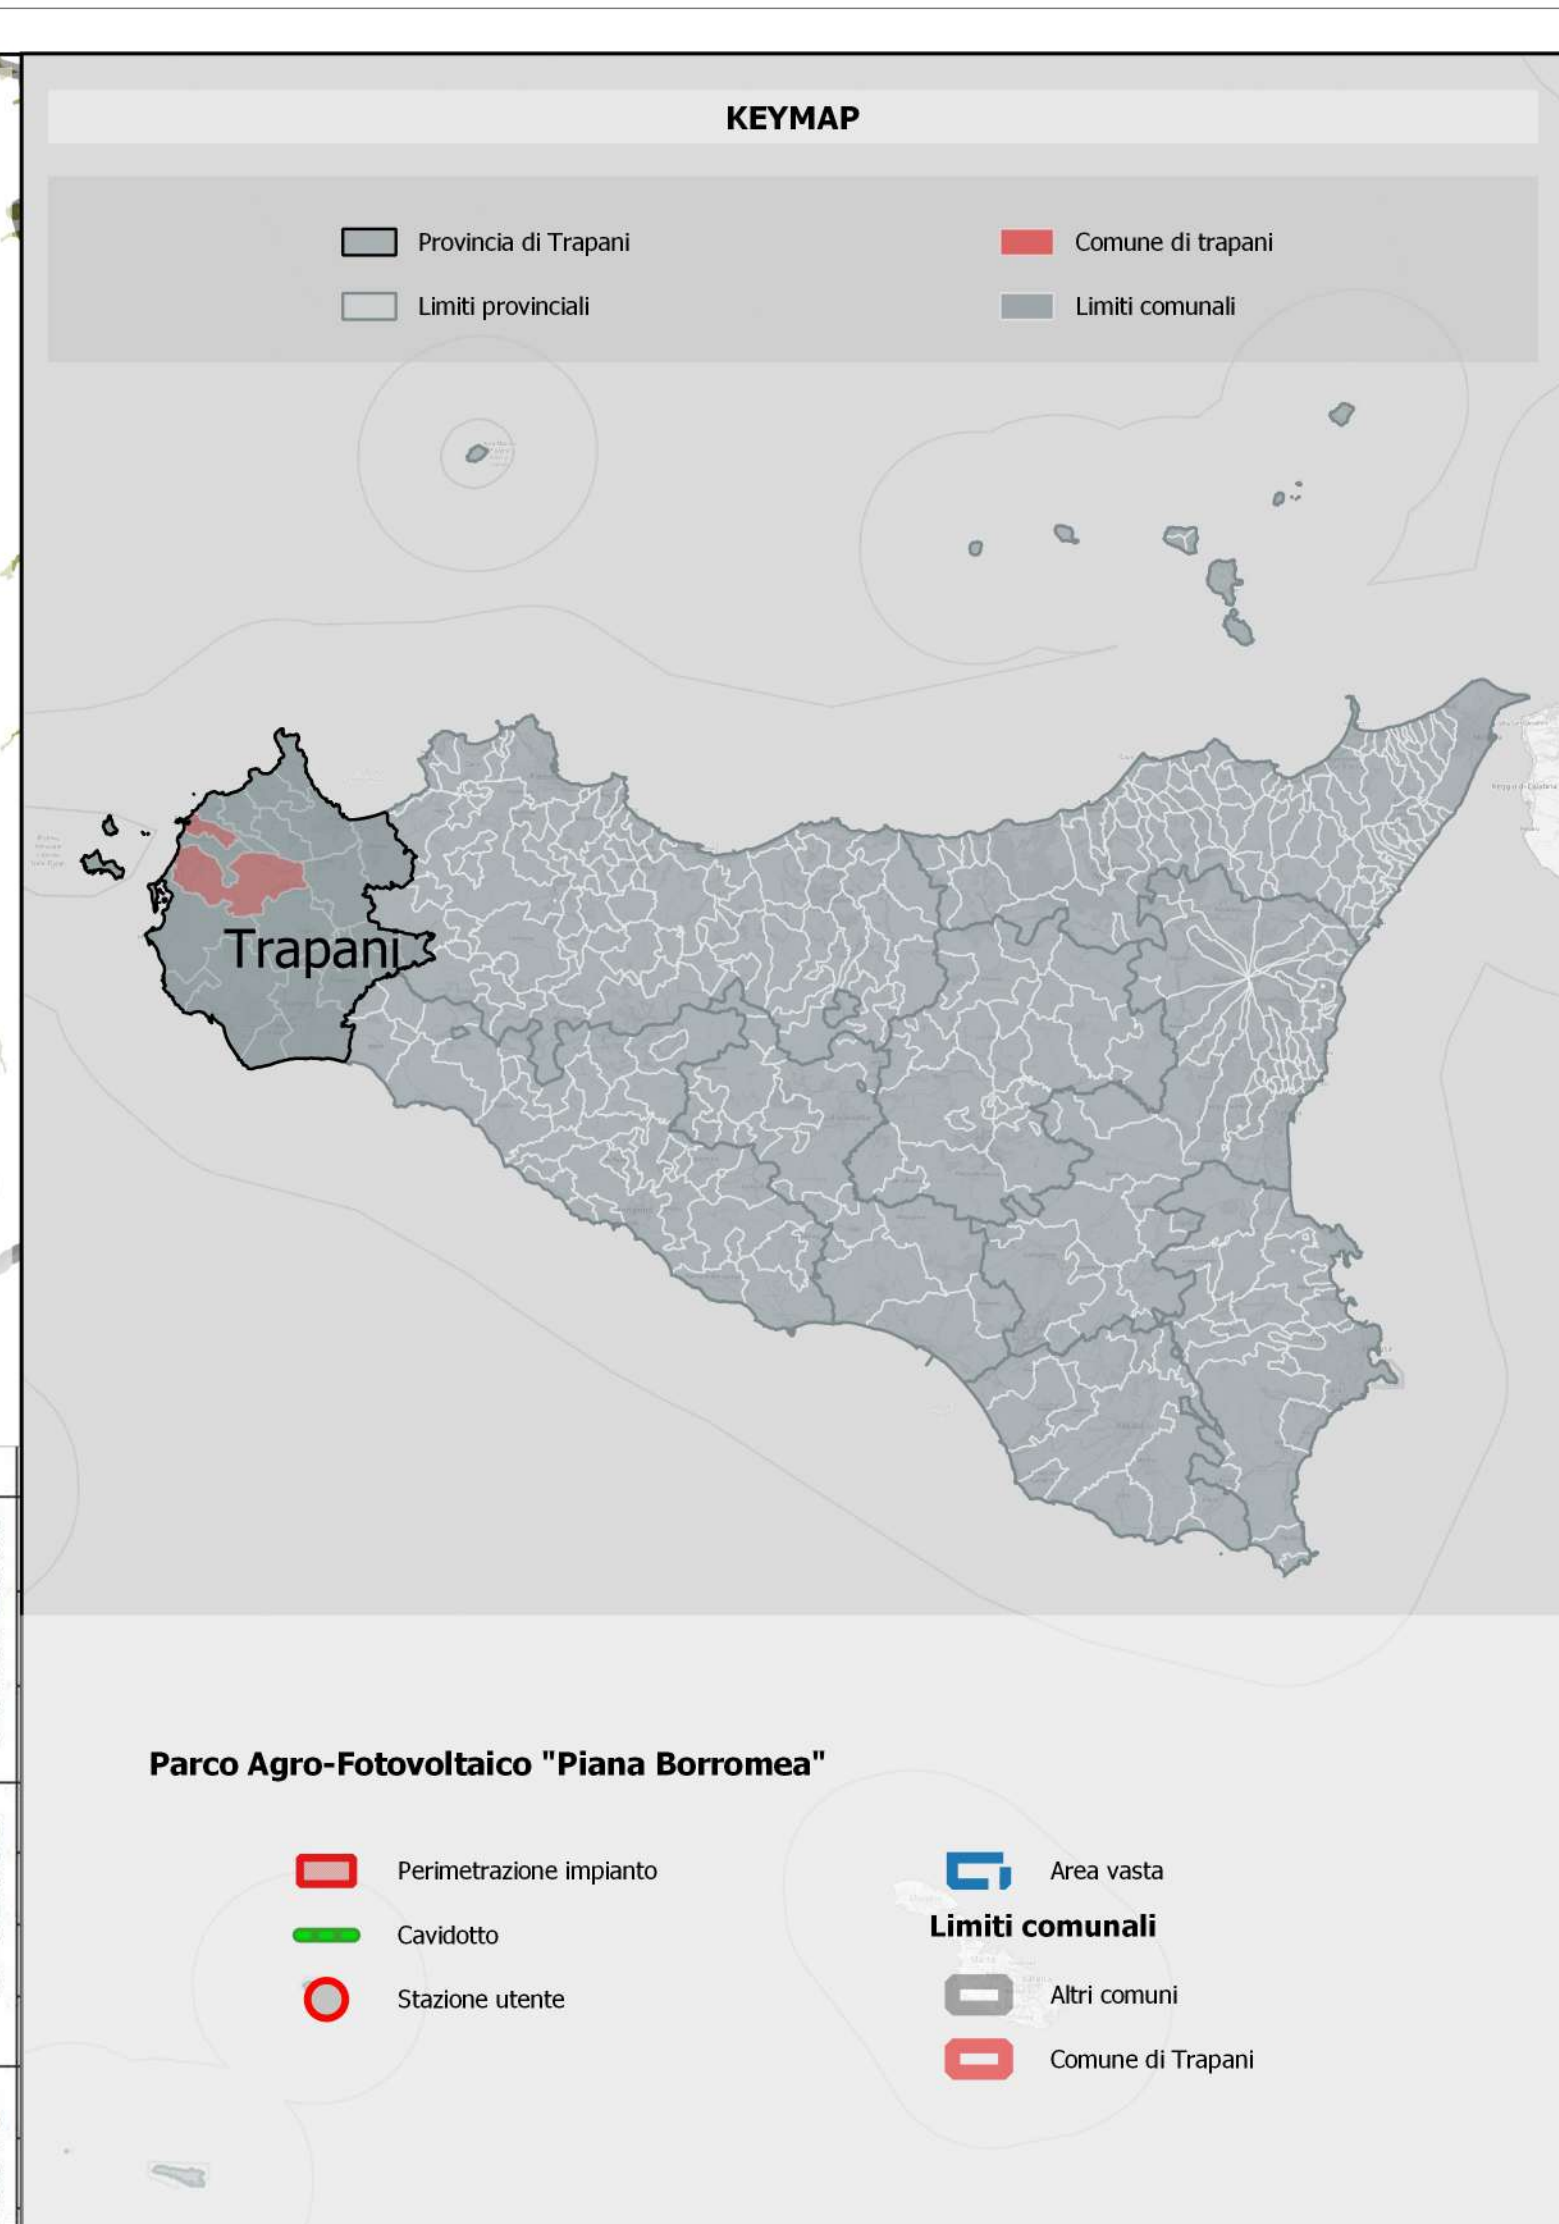 KEYMAP
Provincia di Trapani
Comune di trapani
Limiti provinciali
Limiti comunali
Trapani
Parco Agro-Fotovoltaico "Piana Borromea"
Perimetrazione impianto
Area vasta
Limiti comunali
Cavidotto
Altri comuni
Stazione utente
Comune di Trapani